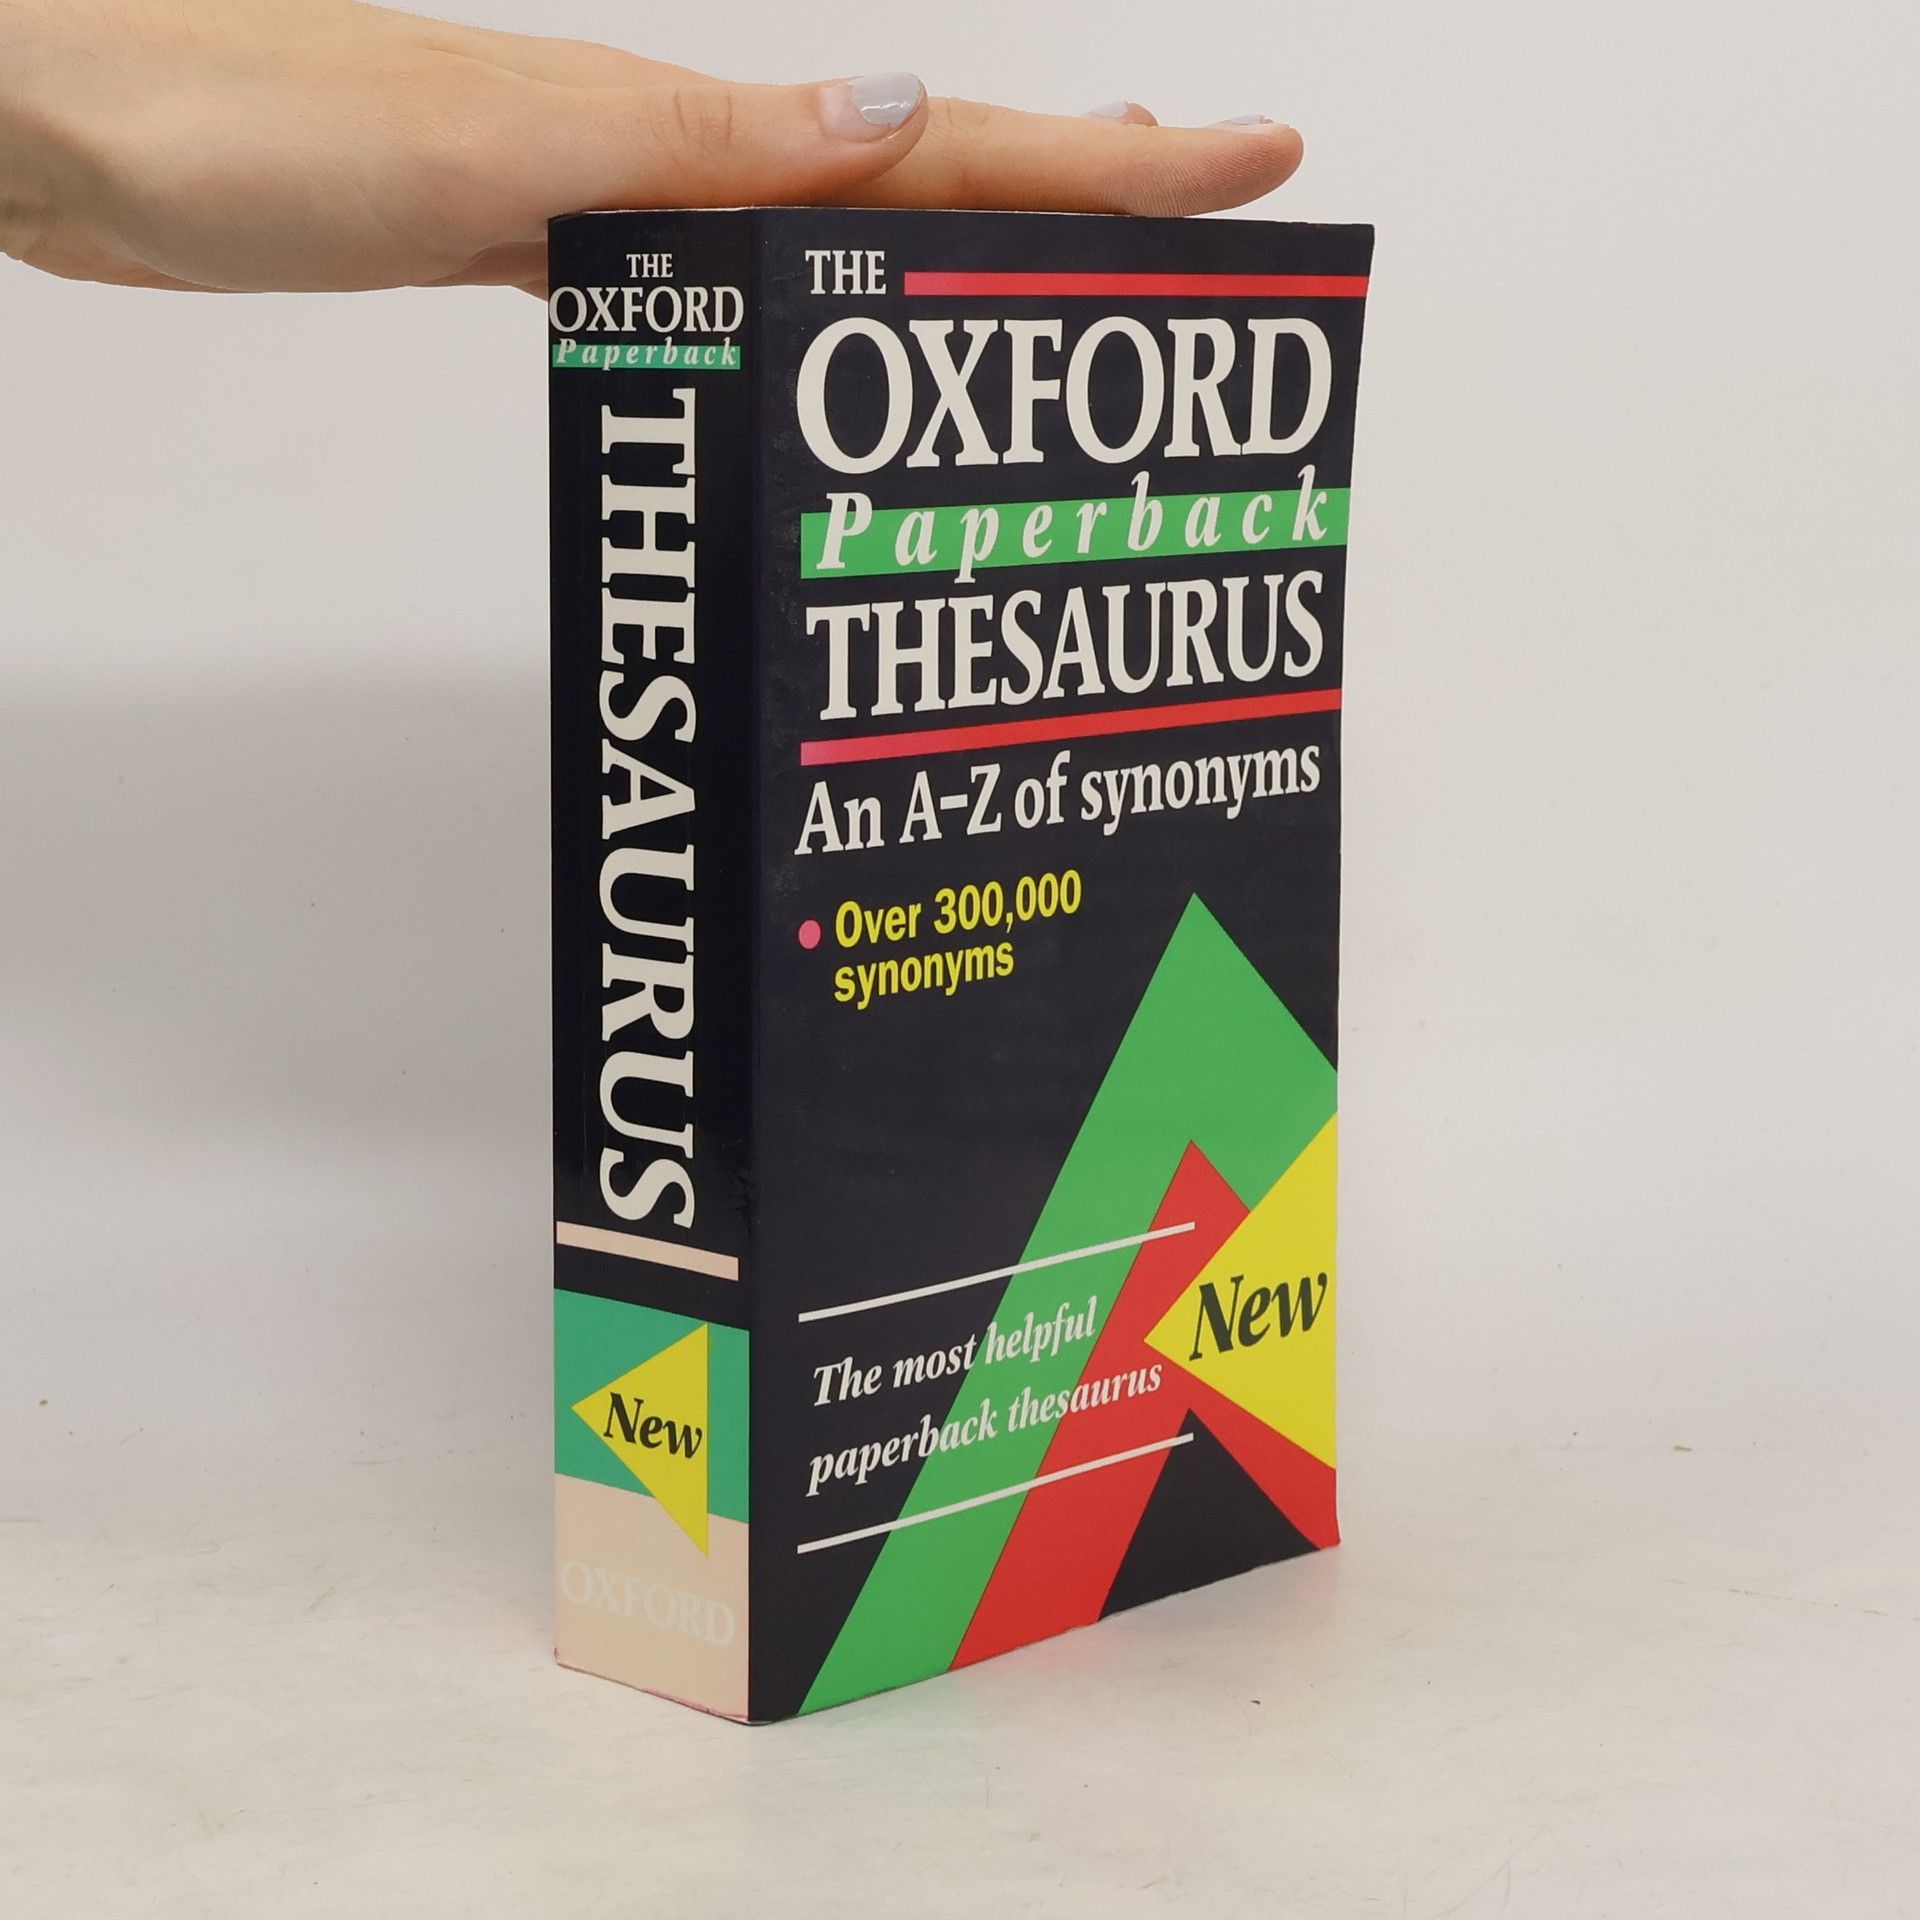 THE
OXFORD
Paperback
THESAURUS
New
OXFORD
THE
OXFORD
Paperback
THESAURUS
An A-Z of synonyms
• Over 300,000
synonyms
New
The most helpful
paperback thesaurus